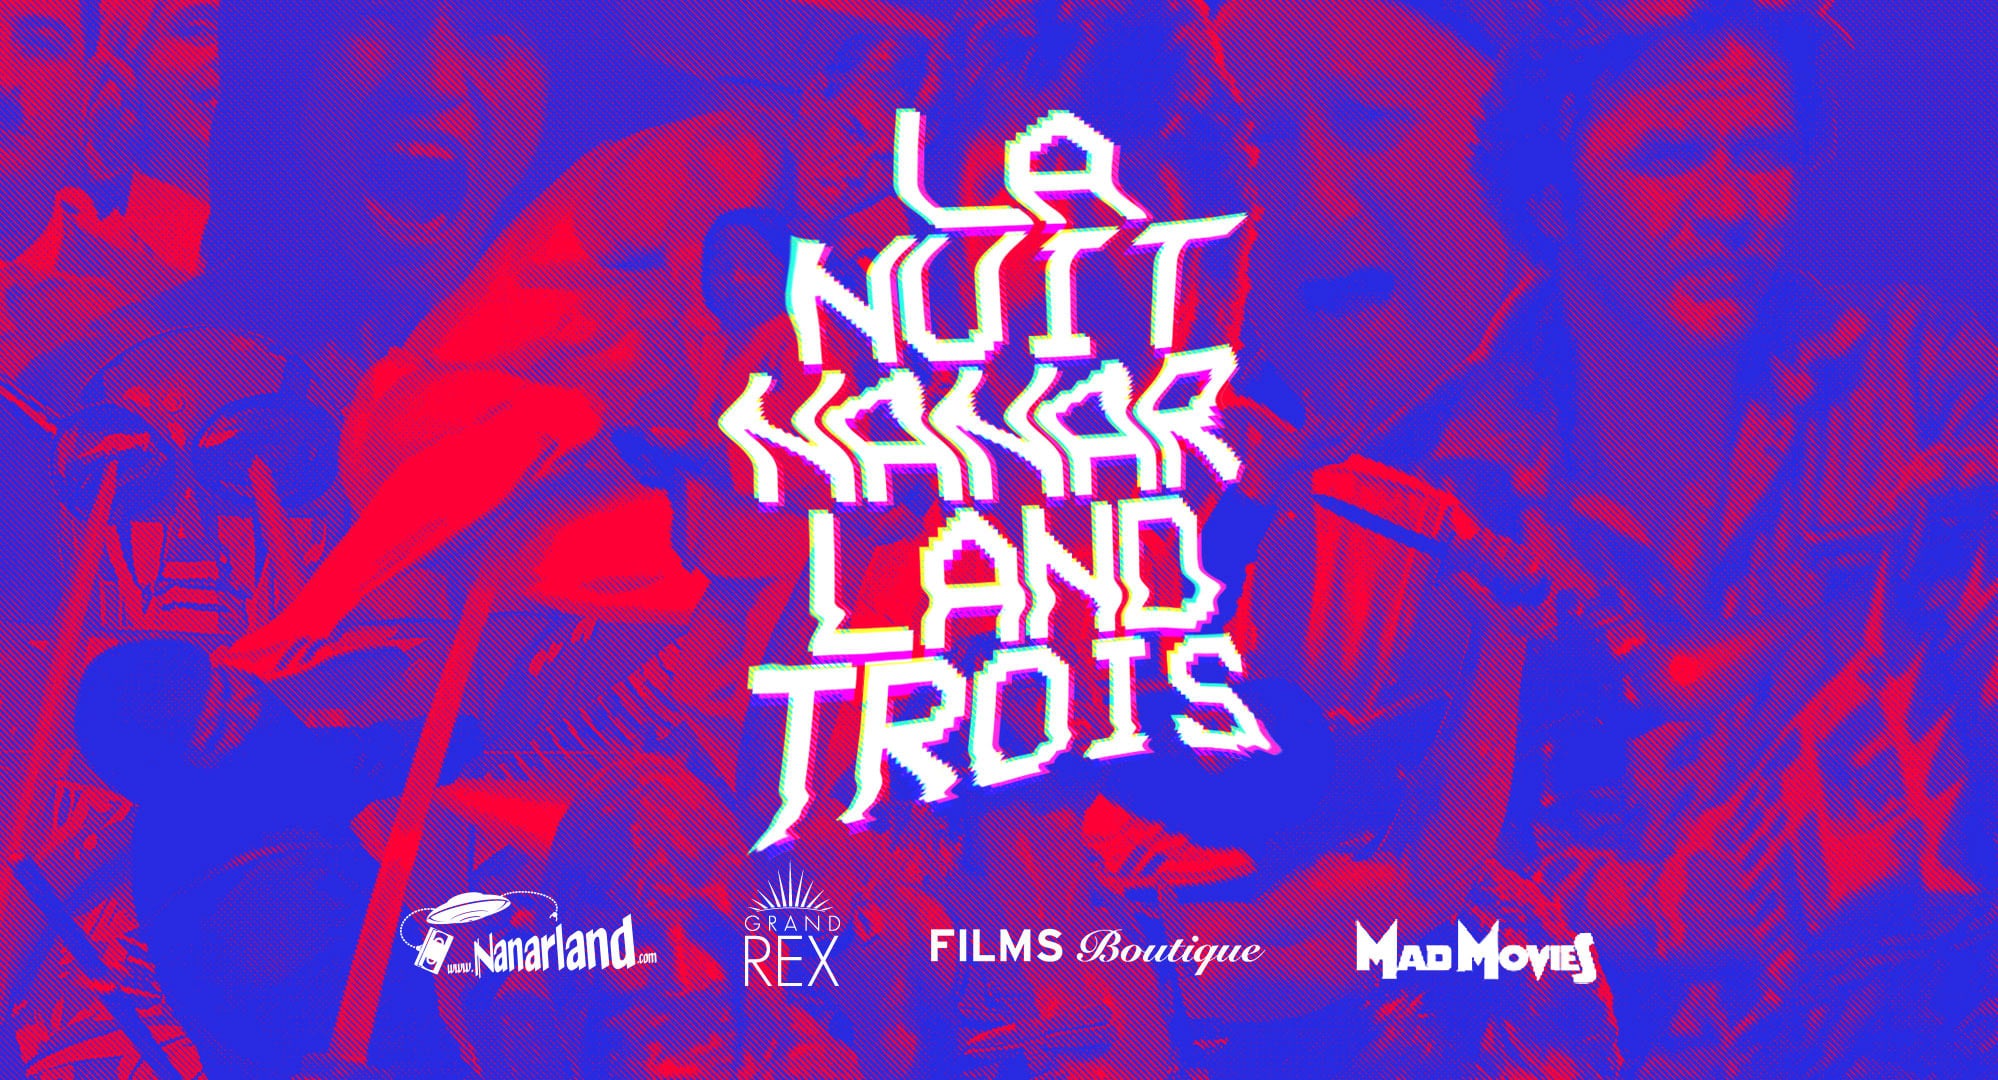 LA
NUIT
NANAR
LAND
TROIS
www.Nanarland.com
GRAND
REX
FILMS Boutique
MAD MOVIES